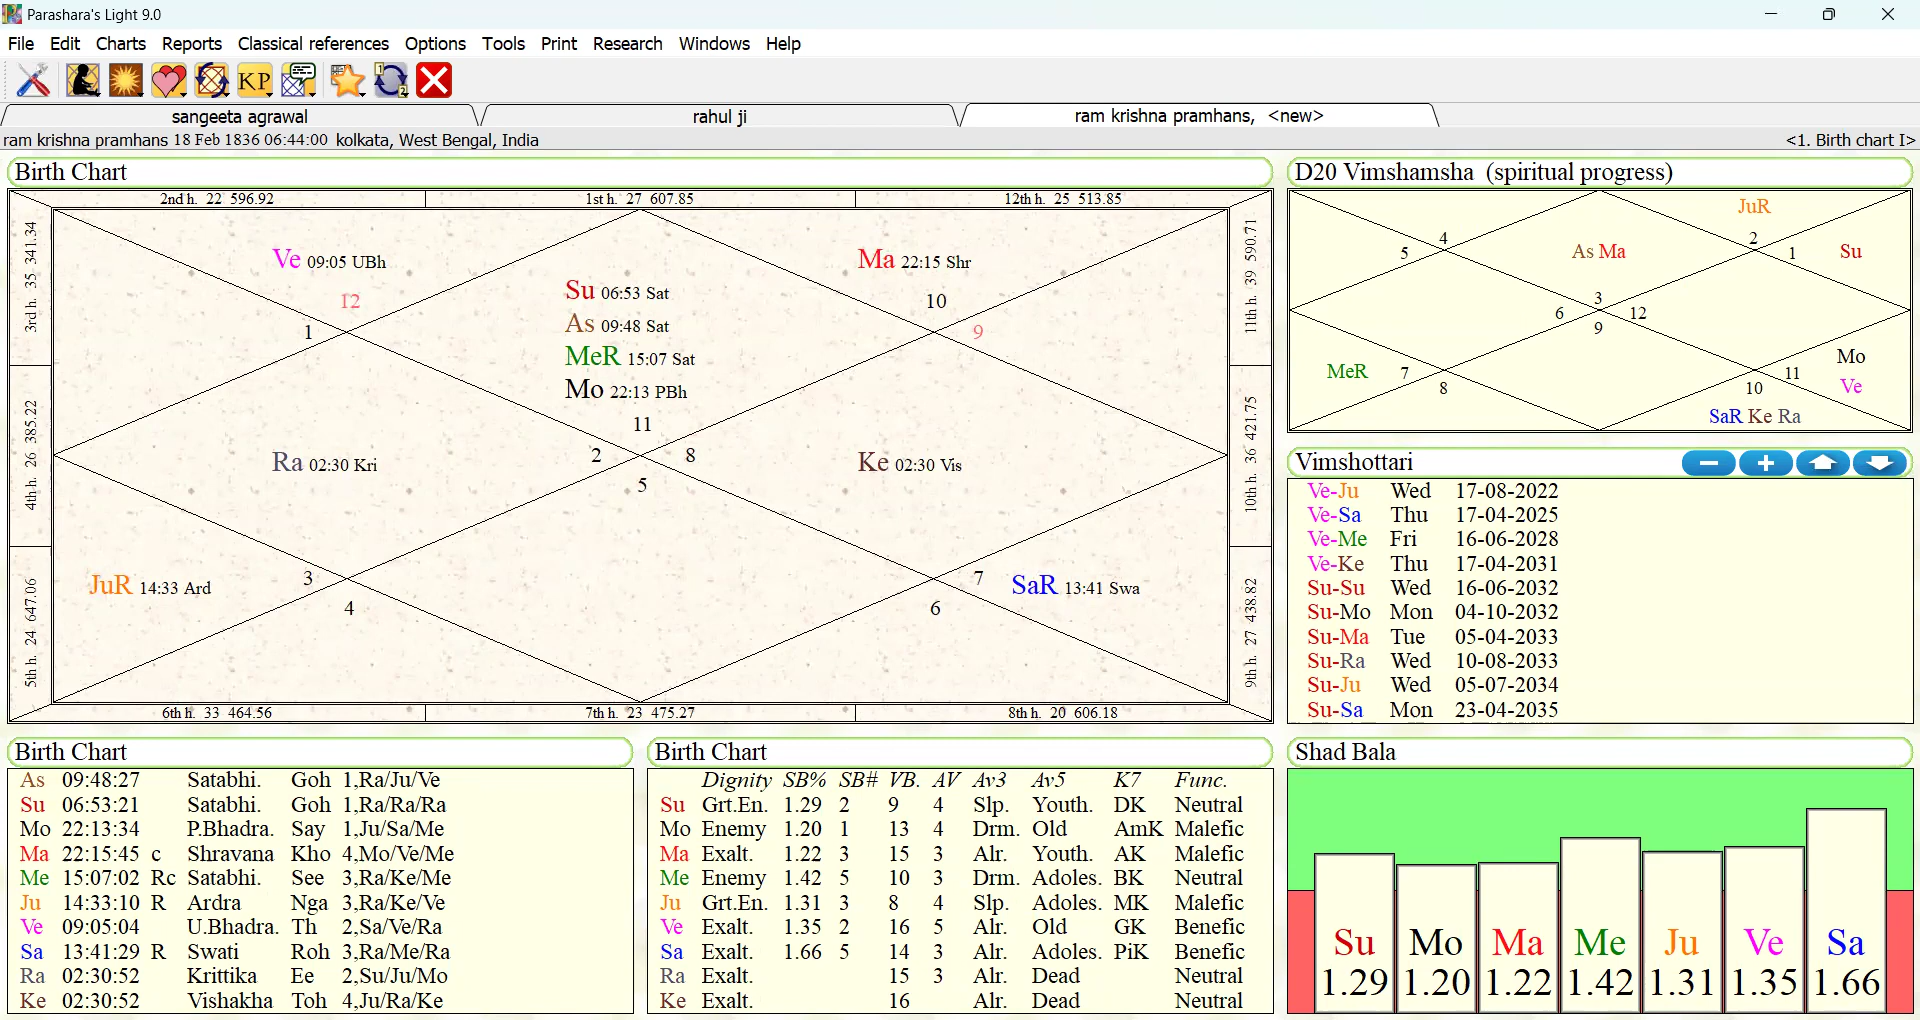 Parashara's Light 9.0
File Edit Charts Reports Classical references Options Tools Print Research Windows Help
KP
1 2
sangeeta agrawal
rahul ji
ram krishna pramhans, <new>
ram krishna pramhans 18 Feb 1836 06:44:00 kolkata, West Bengal, India
<1. Birth chart I>
Birth Chart
2nd h. 22 596.92
1st h. 27 607.85
12th h. 25 513.85
3rd h. 35 341.34
4th h. 26 385.22
5th h. 24 647.06
11th h. 39 590.71
10th h. 36 421.75
9th h. 27 438.82
Ve 09:05 UBh
12
1
Su 06:53 Sat
As 09:48 Sat
MeR 15:07 Sat
Mo 22:13 PBh
11
Ma 22:15 Shr
10
9
Ra 02:30 Kri
2
8
5
Ke 02:30 Vis
JuR 14:33 Ard
3
4
7
6
SaR 13:41 Swa
6th h. 33 464.56
7th h. 23 475.27
8th h. 20 606.18
D20 Vimshamsha (spiritual progress)
JuR
4
5
As Ma
2
1
Su
3
6
12
9
MeR
7
8
Mo
11
10
Ve
SaR Ke Ra
Vimshottari
Ve-Ju Wed 17-08-2022
Ve-Sa Thu 17-04-2025
Ve-Me Fri 16-06-2028
Ve-Ke Thu 17-04-2031
Su-Su Wed 16-06-2032
Su-Mo Mon 04-10-2032
Su-Ma Tue 05-04-2033
Su-Ra Wed 10-08-2033
Su-Ju Wed 05-07-2034
Su-Sa Mon 23-04-2035
Birth Chart
As 09:48:27 Satabhi. Goh 1,Ra/Ju/Ve
Su 06:53:21 Satabhi. Goh 1,Ra/Ra/Ra
Mo 22:13:34 P.Bhadra. Say 1,Ju/Sa/Me
Ma 22:15:45 c Shravana Kho 4,Mo/Ve/Me
Me 15:07:02 Rc Satabhi. See 3,Ra/Ke/Me
Ju 14:33:10 R Ardra Nga 3,Ra/Ke/Ve
Ve 09:05:04 U.Bhadra. Th 2,Sa/Ve/Ra
Sa 13:41:29 R Swati Roh 3,Ra/Me/Ra
Ra 02:30:52 Krittika Ee 2,Su/Ju/Mo
Ke 02:30:52 Vishakha Toh 4,Ju/Ra/Ke
Birth Chart
Dignity SB% SB# VB. AV Av3 Av5 K7 Func.
Su Grt.En. 1.29 2 9 4 Slp. Youth. DK Neutral
Mo Enemy 1.20 1 13 4 Drm. Old AmK Malefic
Ma Exalt. 1.22 3 15 3 Alr. Youth. AK Malefic
Me Enemy 1.42 5 10 3 Drm. Adoles. BK Neutral
Ju Grt.En. 1.31 3 8 4 Slp. Adoles. MK Malefic
Ve Exalt. 1.35 2 16 5 Alr. Old GK Benefic
Sa Exalt. 1.66 5 14 3 Alr. Adoles. PiK Benefic
Ra Exalt. 15 3 Alr. Dead Neutral
Ke Exalt. 16 Alr. Dead Neutral
Shad Bala
Su Mo Ma Me Ju Ve Sa
1.29 1.20 1.22 1.42 1.31 1.35 1.66